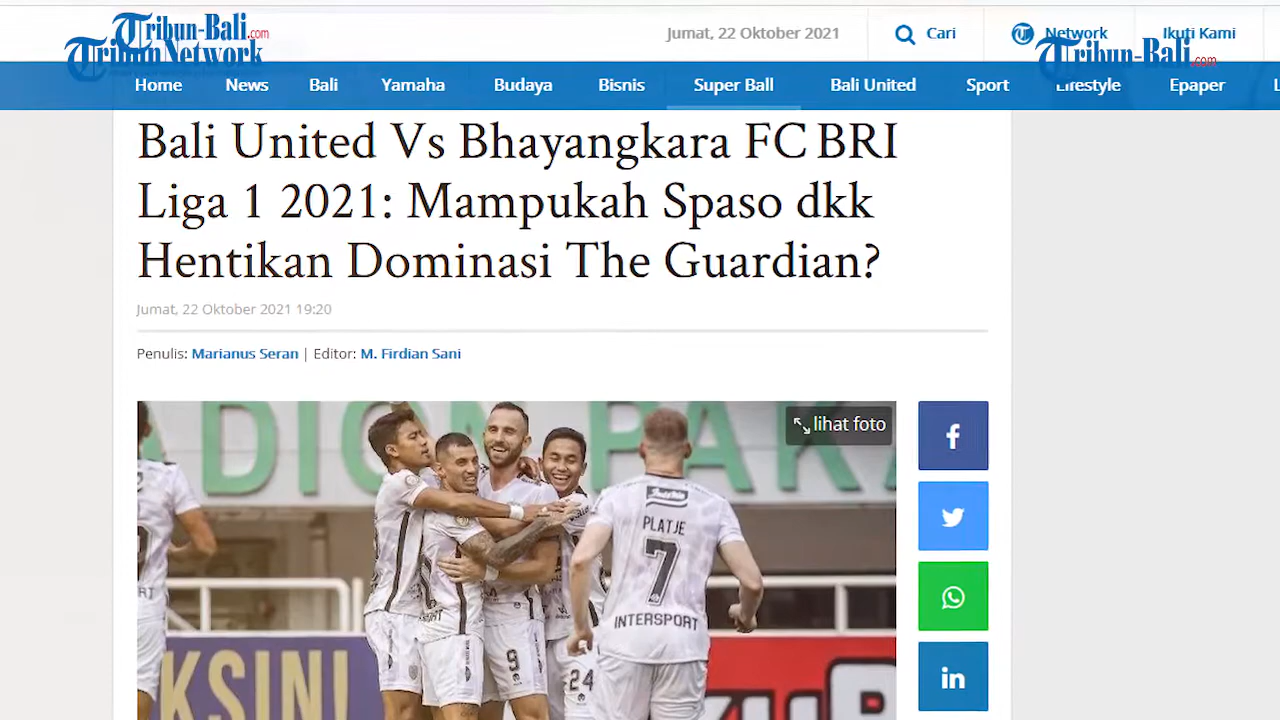 Tribun-Bali.com
Tribun Network
Jumat, 22 Oktober 2021
Cari
Network
Ikuti Kami
Tribun-Bali.com
Home News Bali Yamaha Budaya Bisnis Super Ball Bali United Sport Lifestyle Epaper
Bali United Vs Bhayangkara FC BRI
Liga 1 2021: Mampukah Spaso dkk
Hentikan Dominasi The Guardian?
Jumat, 22 Oktober 2021 19:20
Penulis: Marianus Seran | Editor: M. Firdian Sani
lihat foto
PLATJE
7
INTERSPORT
9
24
KSINI